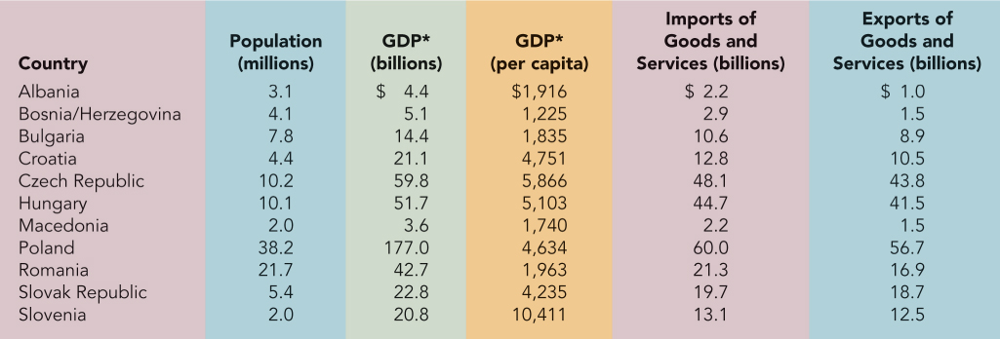 Country Population (millions) GDP* (billions) GDP* (per capita) Imports of Goods and Services (billions) Exports of Goods and Services (billions)
Albania 3.1 $ 4.4 $1,916 $ 2.2 $ 1.0
Bosnia/Herzegovina 4.1 5.1 1,225 2.9 1.5
Bulgaria 7.8 14.4 1,835 10.6 8.9
Croatia 4.4 21.1 4,751 12.8 10.5
Czech Republic 10.2 59.8 5,866 48.1 43.8
Hungary 10.1 51.7 5,103 44.7 41.5
Macedonia 2.0 3.6 1,740 2.2 1.5
Poland 38.2 177.0 4,634 60.0 56.7
Romania 21.7 42.7 1,963 21.3 16.9
Slovak Republic 5.4 22.8 4,235 19.7 18.7
Slovenia 2.0 20.8 10,411 13.1 12.5